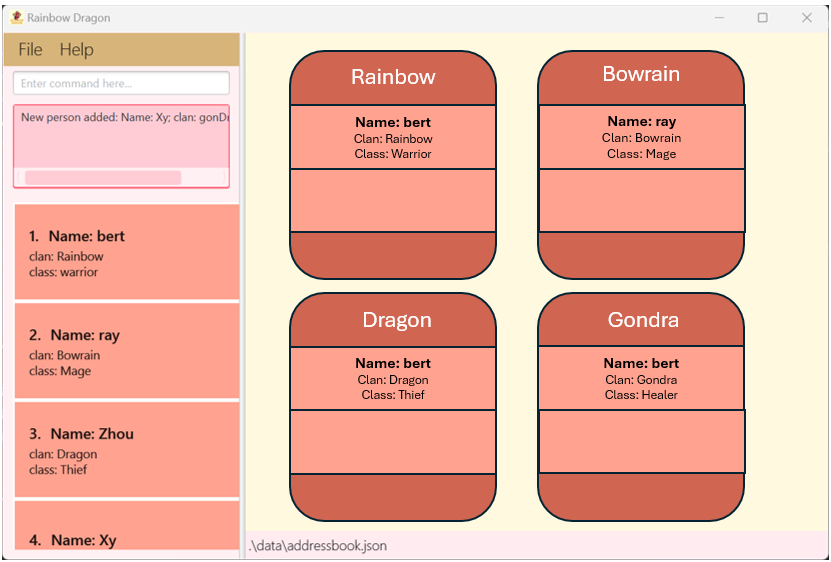 Rainbow Dragon
File Help
Enter command here...
New person added: Name: Xy; clan: gonDr
1. Name: bert
clan: Rainbow
class: warrior
2. Name: ray
clan: Bowrain
class: Mage
3. Name: Zhou
clan: Dragon
class: Thief
4. Name: Xy
Rainbow
Name: bert
Clan: Rainbow
Class: Warrior
Bowrain
Name: ray
Clan: Bowrain
Class: Mage
Dragon
Name: bert
Clan: Dragon
Class: Thief
Gondra
Name: bert
Clan: Gondra
Class: Healer
.\data\addressbook.json